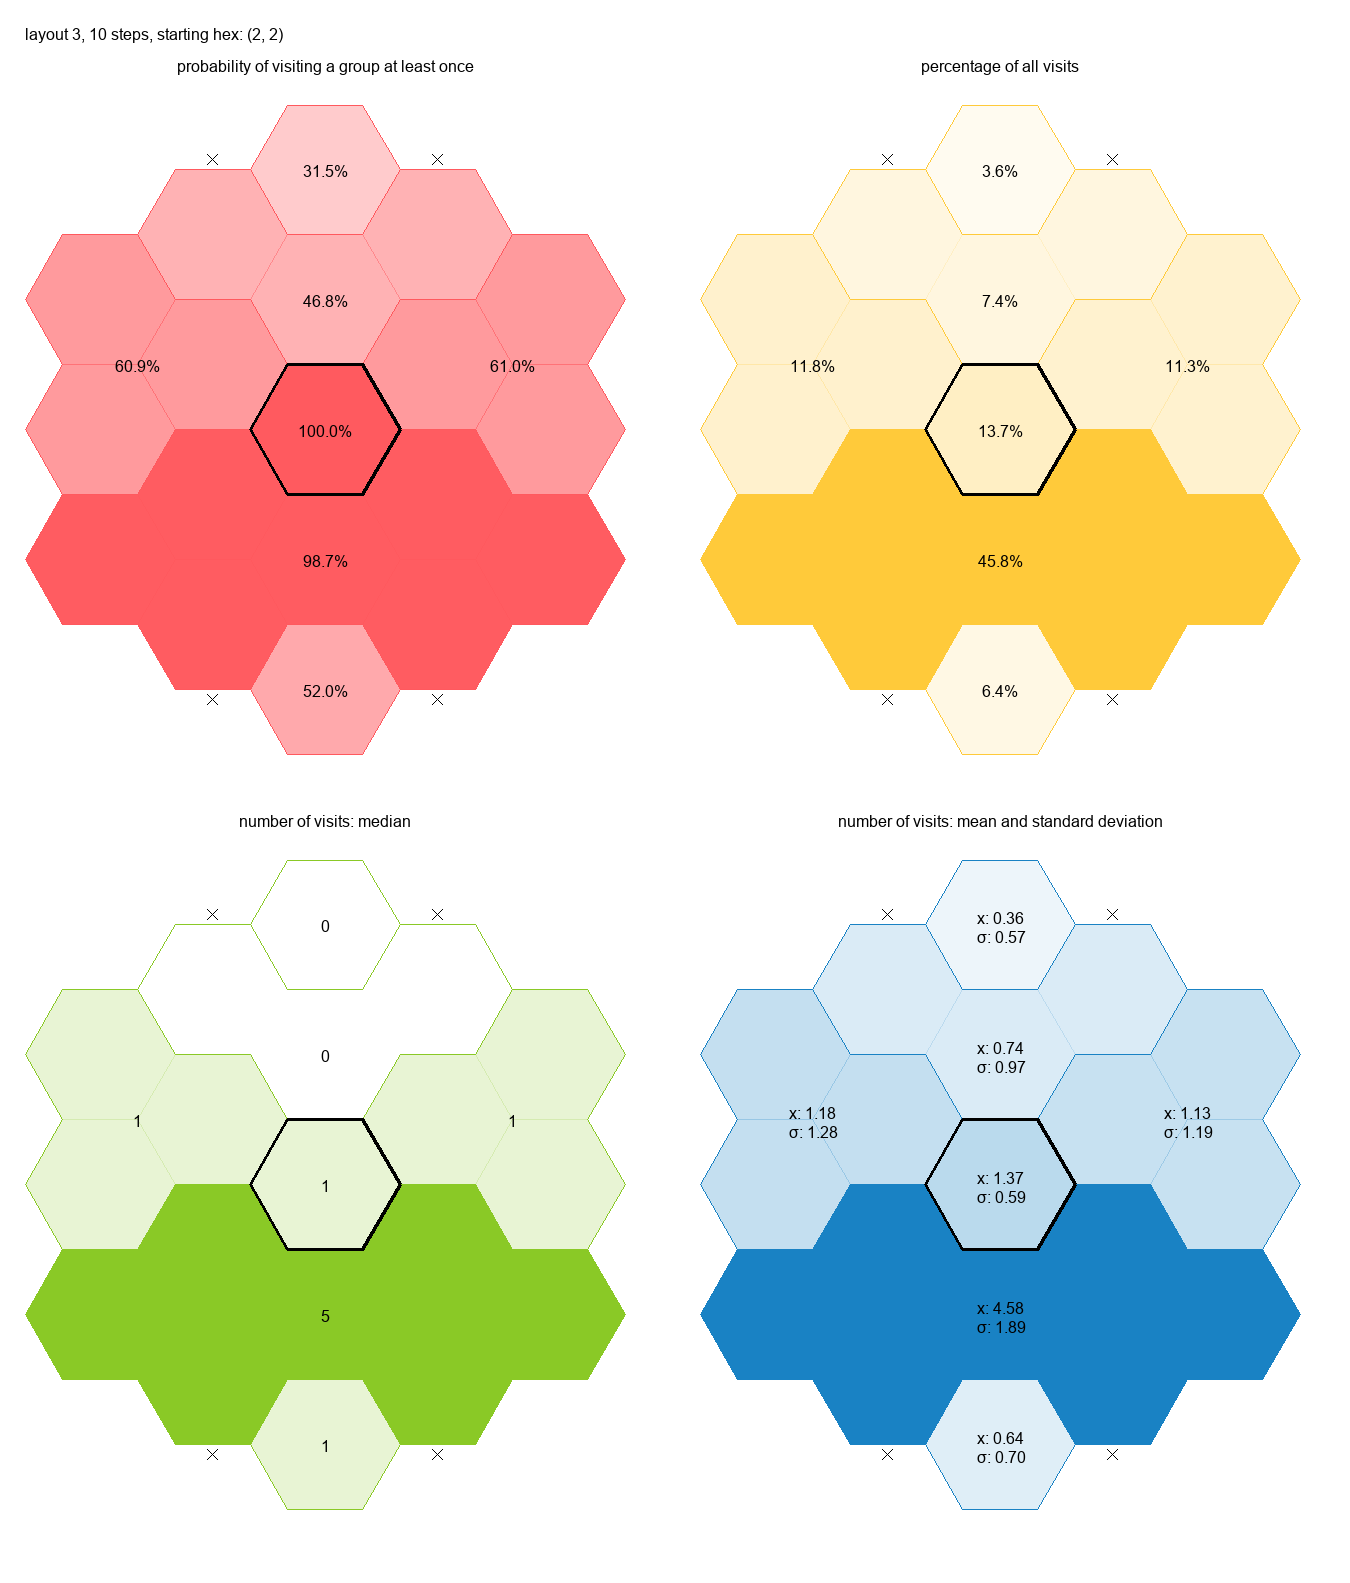 layout 3, 10 steps, starting hex: (2, 2)
probability of visiting a group at least once
31.5%
46.8%
60.9%
61.0%
100.0%
98.7%
52.0%
percentage of all visits
3.6%
7.4%
11.8%
11.3%
13.7%
45.8%
6.4%
number of visits: median
0
0
1
1
1
5
1
number of visits: mean and standard deviation
x: 0.36
σ: 0.57
x: 0.74
σ: 0.97
x: 1.18
σ: 1.28
x: 1.13
σ: 1.19
x: 1.37
σ: 0.59
x: 4.58
σ: 1.89
x: 0.64
σ: 0.70